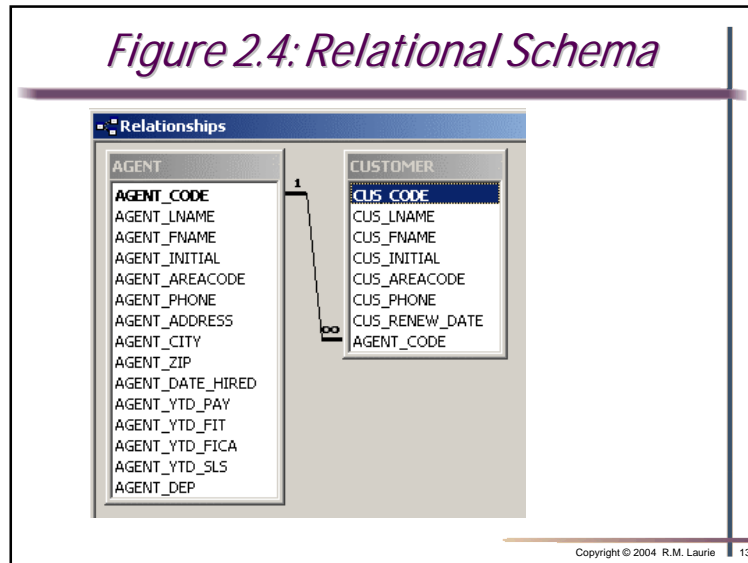 Figure 2.4: Relational Schema
Relationships
AGENT
AGENT_CODE
AGENT_LNAME
AGENT_FNAME
AGENT_INITIAL
AGENT_AREACODE
AGENT_PHONE
AGENT_ADDRESS
AGENT_CITY
AGENT_ZIP
AGENT_DATE_HIRED
AGENT_YTD_PAY
AGENT_YTD_FIT
AGENT_YTD_FICA
AGENT_YTD_SLS
AGENT_DEP
1
∞
CUSTOMER
CUS_CODE
CUS_LNAME
CUS_FNAME
CUS_INITIAL
CUS_AREACODE
CUS_PHONE
CUS_RENEW_DATE
AGENT_CODE
Copyright © 2004 R.M. Laurie 13